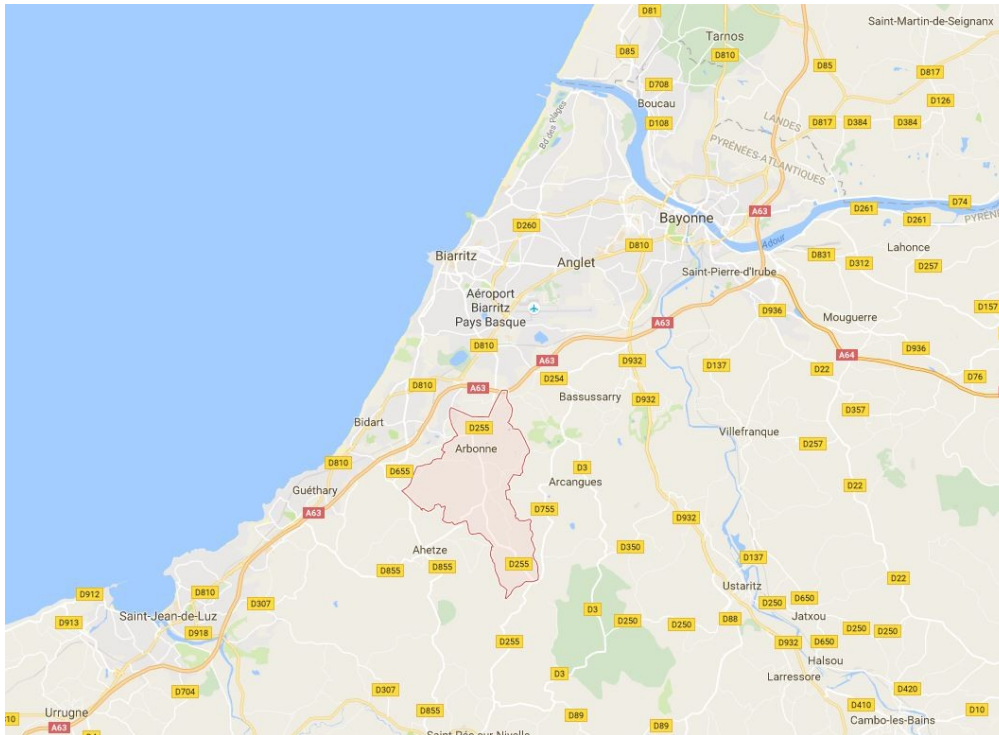 D81
Saint-Martin-de-Seignanx
Tarnos
D85
D810
D85
D817
D708
Boucau
D126
Bd des Plages
D108
LANDES
D817
D384
D384
PYRÉNÉES-ATLANTIQUES
D74
D261
A63
PYRÉN
Bayonne
D261
D260
D810
Adour
Lahonce
Biarritz
Anglet
D831
D312
D257
Saint-Pierre-d'Irube
Aéroport
Biarritz
Pays Basque
D157
D936
Mouguerre
A63
D810
D936
A64
A63
D932
D137
D22
D76
D254
D810
A63
Bassussarry
D932
D357
Bidart
D255
Villefranque
D257
Arbonne
D810
D655
D3
Arcangues
D22
Guéthary
A63
D755
D932
Ahetze
D350
D855
D855
D255
D137
D22
Ustaritz
D912
D810
D307
D250
D650
Saint-Jean-de-Luz
D3
Jatxou
D913
D918
D250
D250
D88
D250
D250
D255
D932
D650
Halsou
D3
Larressore
D704
D307
D420
Urrugne
D855
D89
D410
D10
Cambo-les-Bains
A63
D89